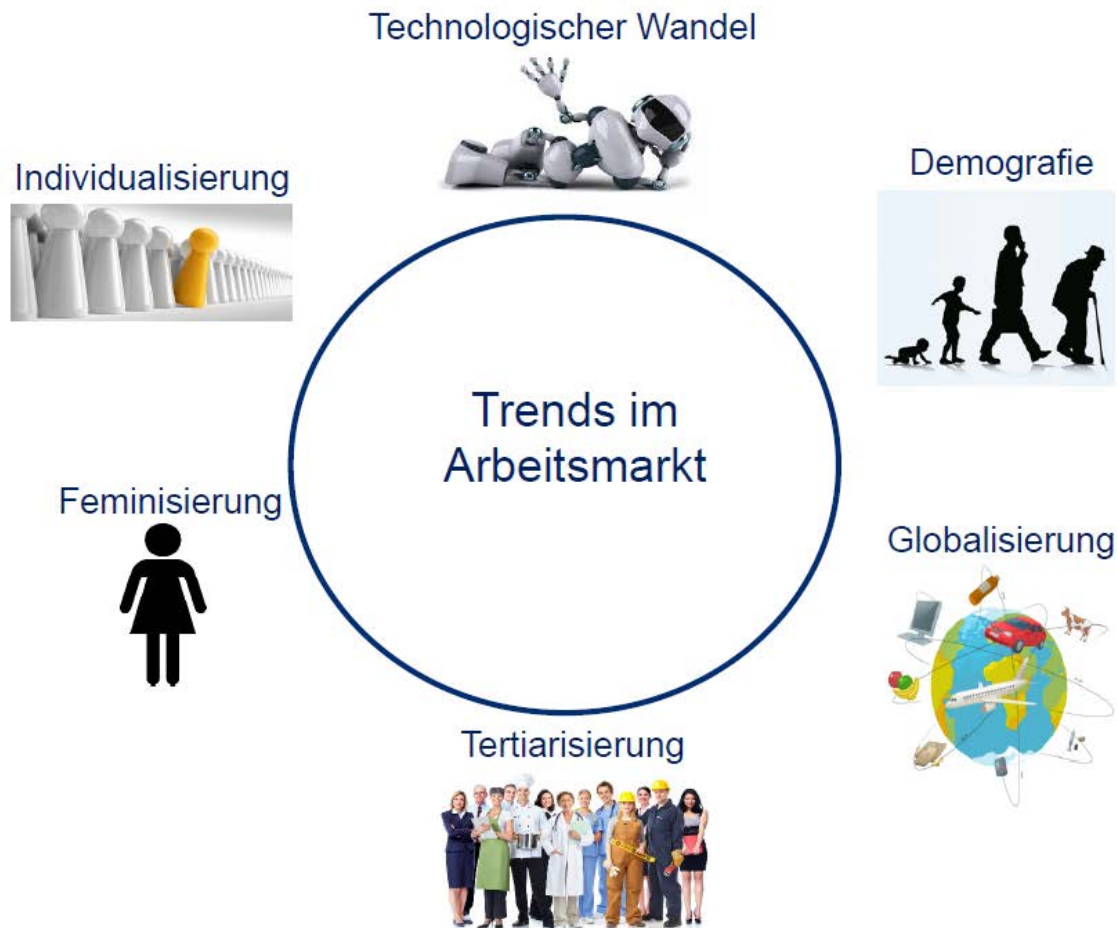 Technologischer Wandel
Individualisierung
Demografie
Trends im
Arbeitsmarkt
Feminisierung
Globalisierung
Tertiarisierung